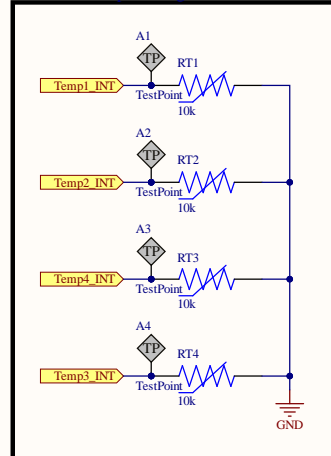 A1
TP
RT1
Temp1_INT
TestPoint
10k
A2
TP
RT2
Temp2_INT
TestPoint
10k
A3
TP
RT3
Temp4_INT
TestPoint
10k
A4
TP
RT4
Temp3_INT
TestPoint
10k
GND